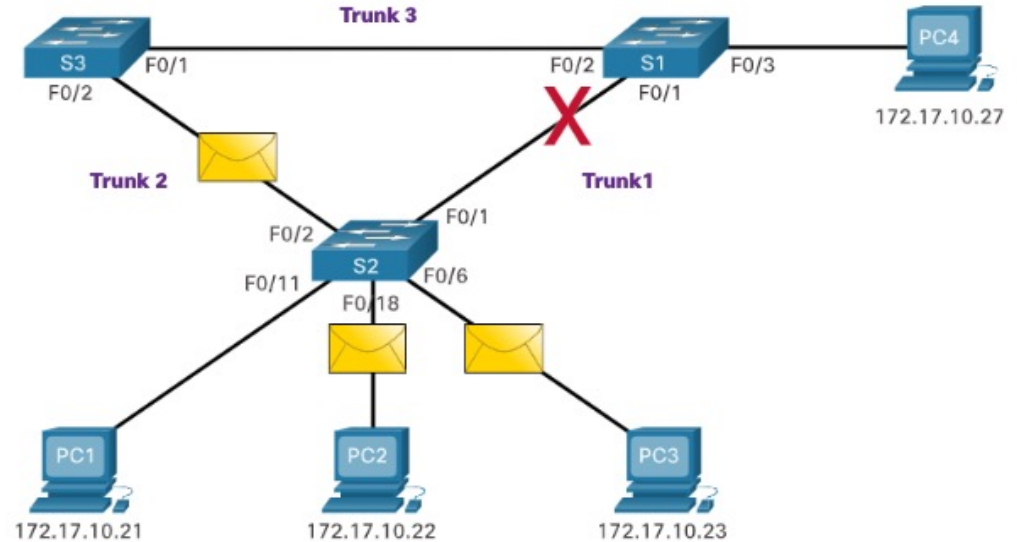 Trunk 3
S3
F0/1
F0/2
S1
F0/3
PC4
F0/2
F0/1
172.17.10.27
Trunk 2
Trunk1
F0/1
F0/2
S2
F0/11
F0/6
F0/18
PC1
PC2
PC3
172.17.10.21
172.17.10.22
172.17.10.23